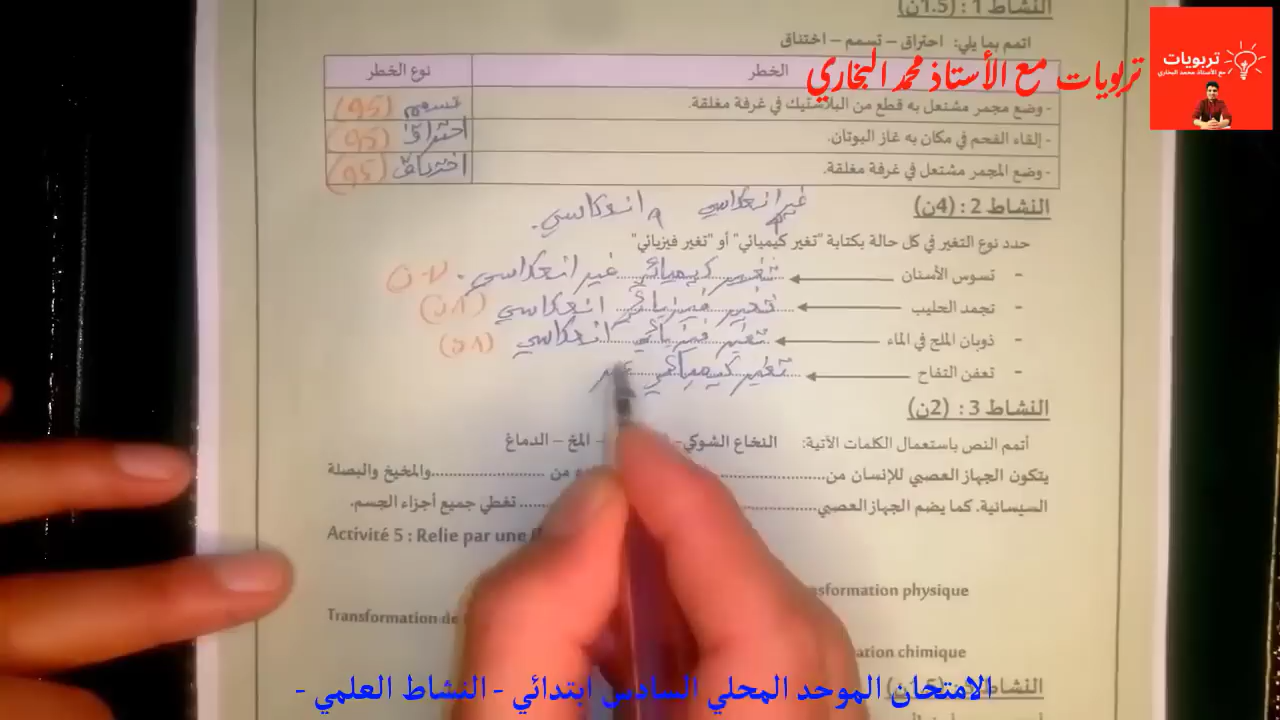 النشاط 1 : (1.5ن)
اتمم بما يلي: احتراق – تسمم – اختناق
تربويات
مع الأستاذ محمد البخاري
تربويات مع الأستاذ محمد البخاري
الخطر نوع الخطر
- وضع مجمر مشتعل به قطع من البلاستيك في غرفة مغلقة. تسمم
- إلقاء الفحم في مكان به غاز البوتان. احتراق
- وضع المجمر مشتعل في غرفة مغلقة. اختناق
النشاط 2 : (4ن) غير انعكاسي و انعكاسي.
حدد نوع التغير في كل حالة بكتابة "تغير كيميائي" أو "تغير فيزيائي"
- تسوس الأسنان تغير كيميائي غير انعكاسي.
- تجمد الحليب تغير فيزيائي انعكاسي
- ذوبان الملح في الماء تغير فيزيائي انعكاسي
- تعفن التفاح تغير كيميائي
النشاط 3 : (2ن)
أتمم النص باستعمال الكلمات الآتية: النخاع الشوكي– – المخ – الدماغ
يتكون الجهاز العصبي للإنسان من............ من ............والمخيخ والبصلة
السيسائية. كما يضم الجهاز العصبي............ تغطي جميع أجزاء الجسم.
Activité 5 : Relie par une
physique
Transformation de
chimique
النشاط
الامتحان الموحد المحلي السادس ابتدائي - النشاط العلمي -